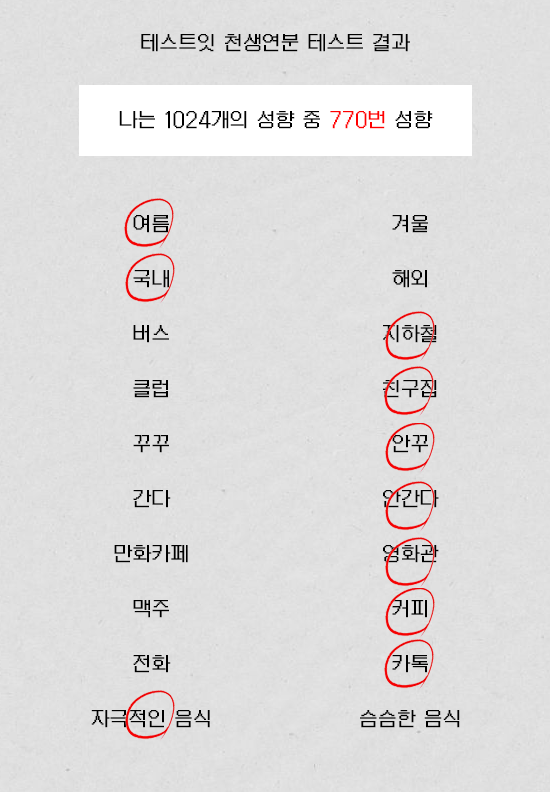 테스트잇 천생연분 테스트 결과
나는 1024개의 성향 중 770번 성향
여름 겨울
국내 해외
버스 지하철
클럽 친구집
꾸꾸 안꾸
간다 안간다
만화카페 영화관
맥주 커피
전화 카톡
자극적인 음식 슴슴한 음식